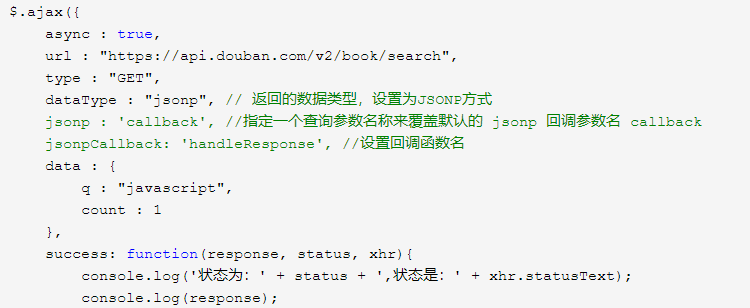 $.ajax({
    async : true,
    url : "https://api.douban.com/v2/book/search",
    type : "GET",
    dataType : "jsonp", // 返回的数据类型，设置为JSONP方式
    jsonp : 'callback', //指定一个查询参数名称来覆盖默认的 jsonp 回调参数名 callback
    jsonpCallback: 'handleResponse', //设置回调函数名
    data : {
        q : "javascript",
        count : 1
    },
    success: function(response, status, xhr){
        console.log('状态为：' + status + ',状态是：' + xhr.statusText);
        console.log(response);